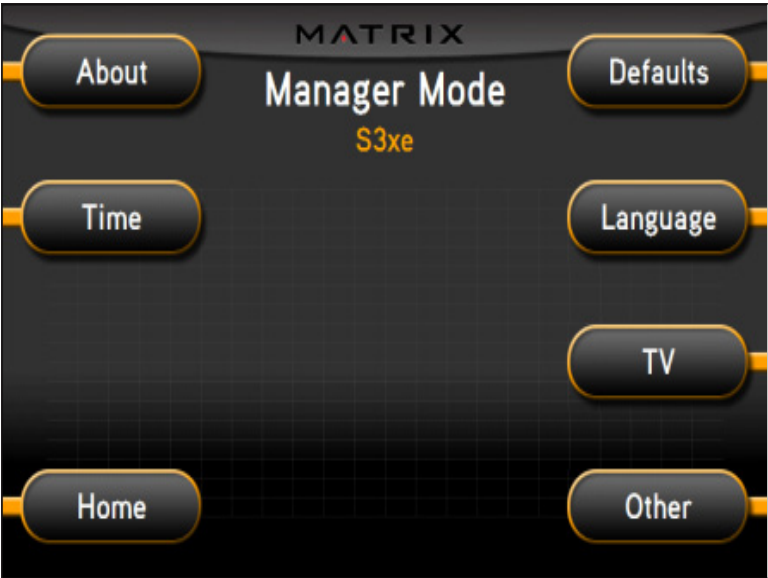 MATRIX
About
Manager Mode
Defaults
S3xe
Time
Language
TV
Home
Other